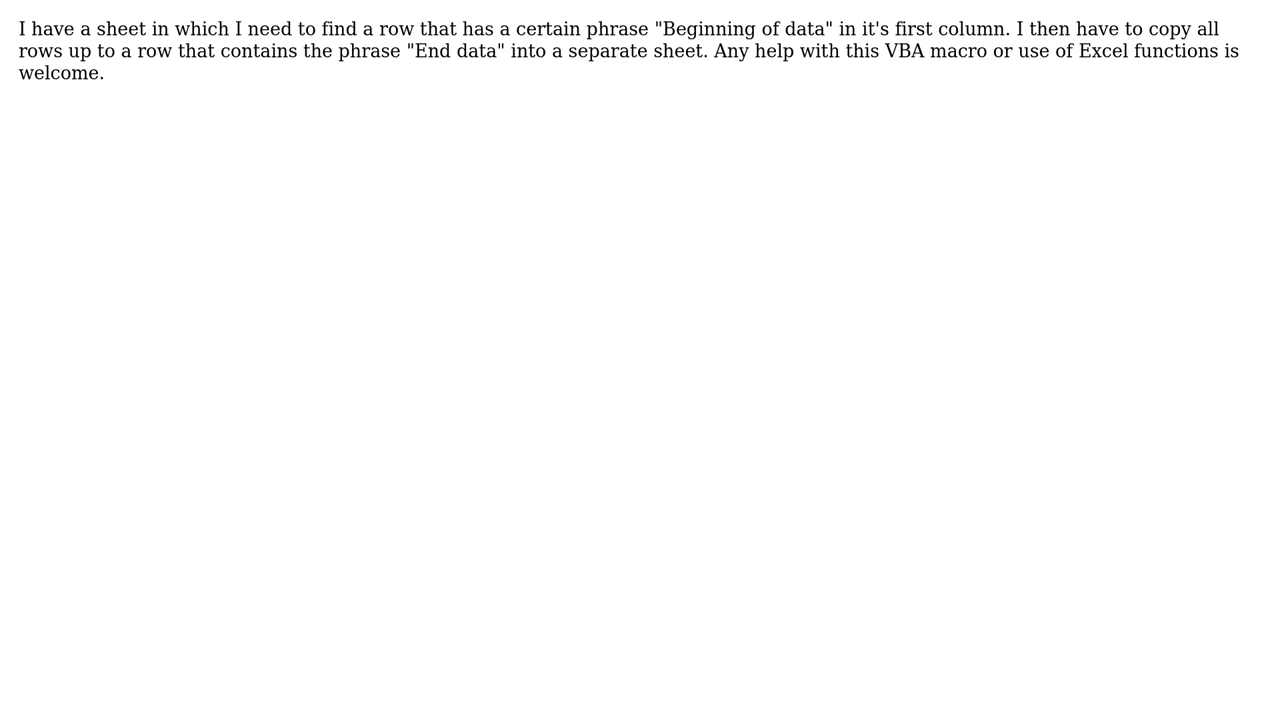 I have a sheet in which I need to find a row that has a certain phrase "Beginning of data" in it's first column. I then have to copy all
rows up to a row that contains the phrase "End data" into a separate sheet. Any help with this VBA macro or use of Excel functions is
welcome.